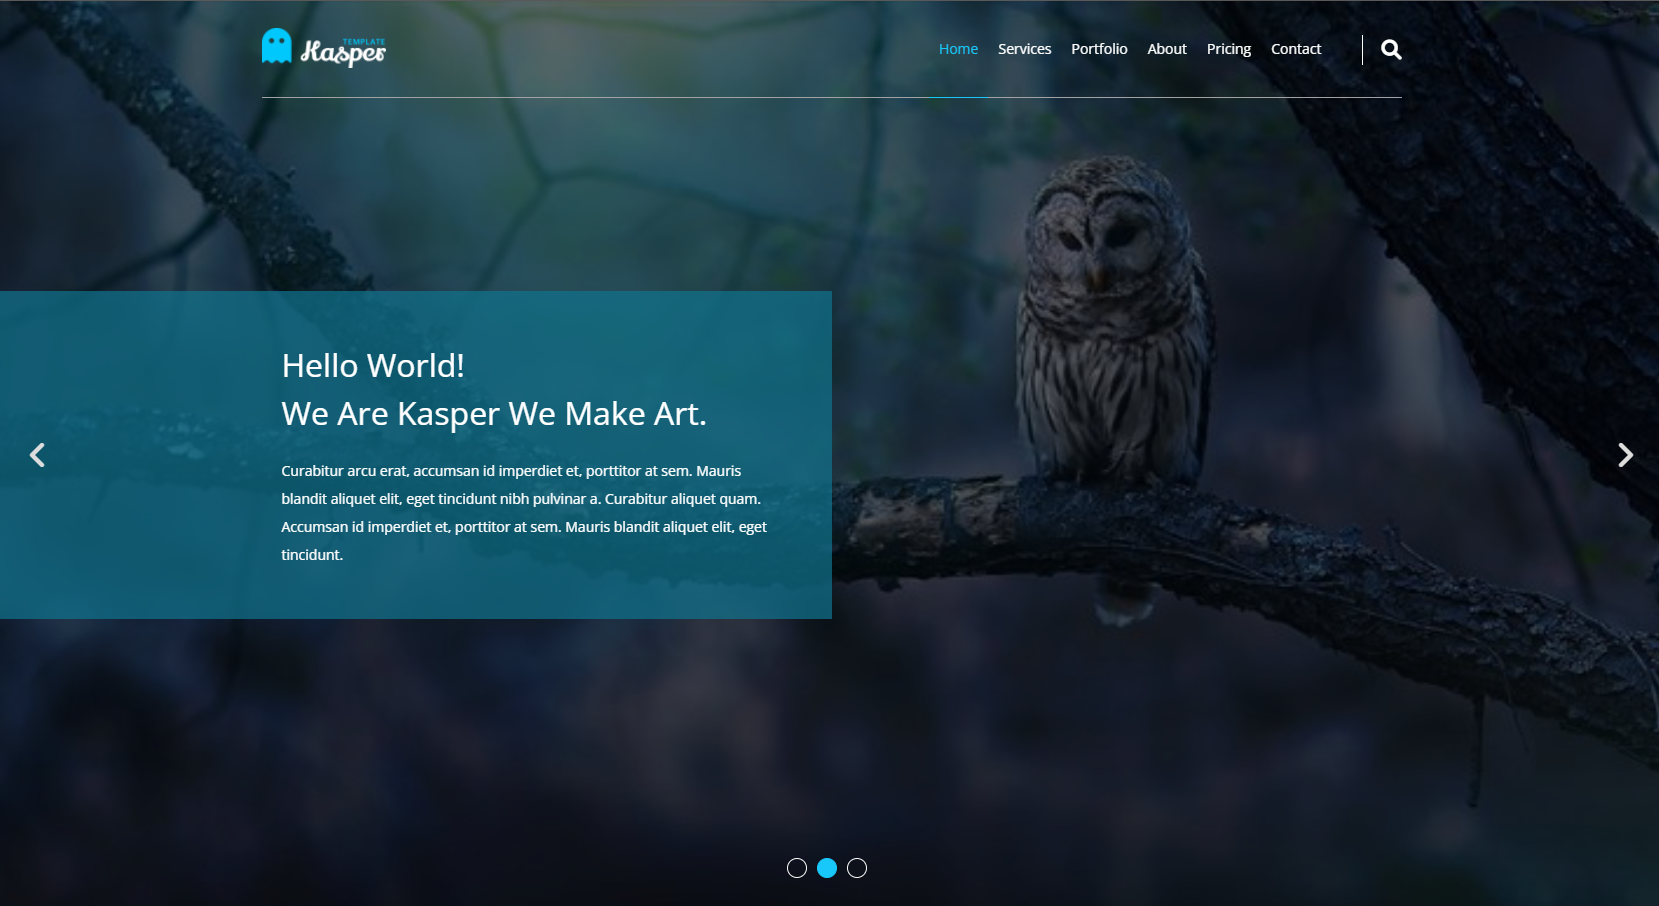 TEMPLATE
Kasper
Home Services Portfolio About Pricing Contact
Hello World!
We Are Kasper We Make Art.
Curabitur arcu erat, accumsan id imperdiet et, porttitor at sem. Mauris
blandit aliquet elit, eget tincidunt nibh pulvinar a. Curabitur aliquet quam.
Accumsan id imperdiet et, porttitor at sem. Mauris blandit aliquet elit, eget
tincidunt.